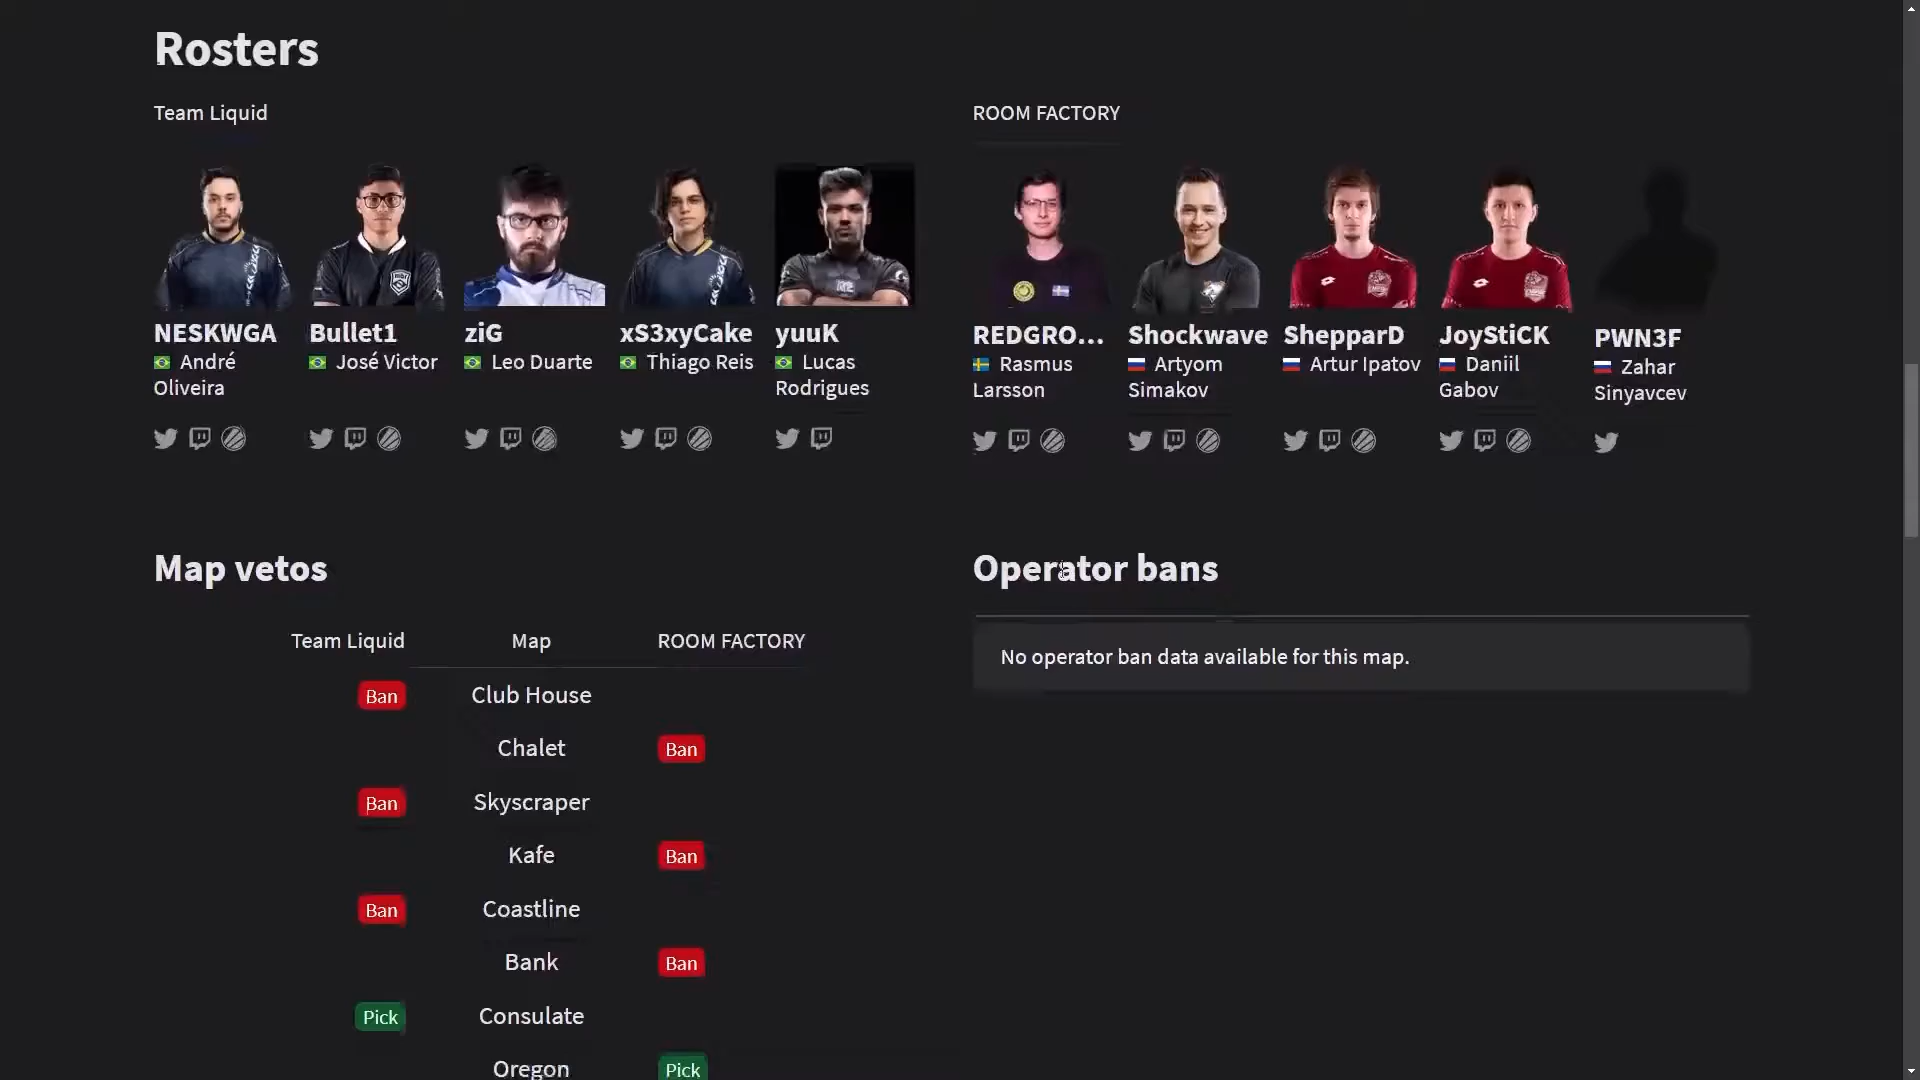 Rosters
Team Liquid
NESKWGA
André
Oliveira
Bullet1
José Victor
ziG
Leo Duarte
xS3xyCake
Thiago Reis
yuuK
Lucas
Rodrigues
ROOM FACTORY
REDGRO...
Rasmus
Larsson
Shockwave
Artyom
Simakov
ShepparD
Artur Ipatov
JoyStiCK
Daniil
Gabov
PWN3F
Zahar
Sinyavcev
Map vetos
Team Liquid Map ROOM FACTORY
Ban Club House
Chalet Ban
Ban Skyscraper
Kafe Ban
Ban Coastline
Bank Ban
Pick Consulate
Oregon Pick
Operator bans
No operator ban data available for this map.